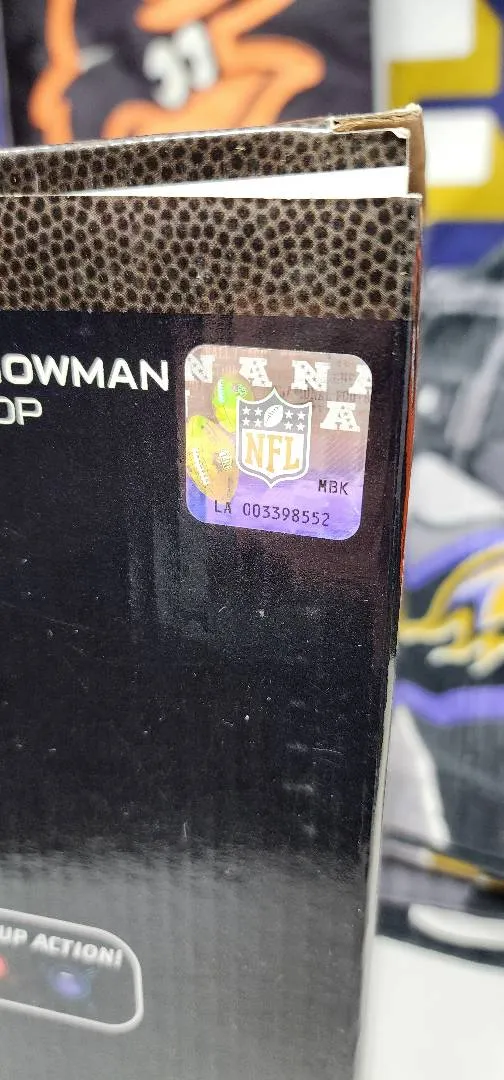 OWMAN
OP
N A N A
A
NFL
MBK
LA 003398552
UP ACTION!